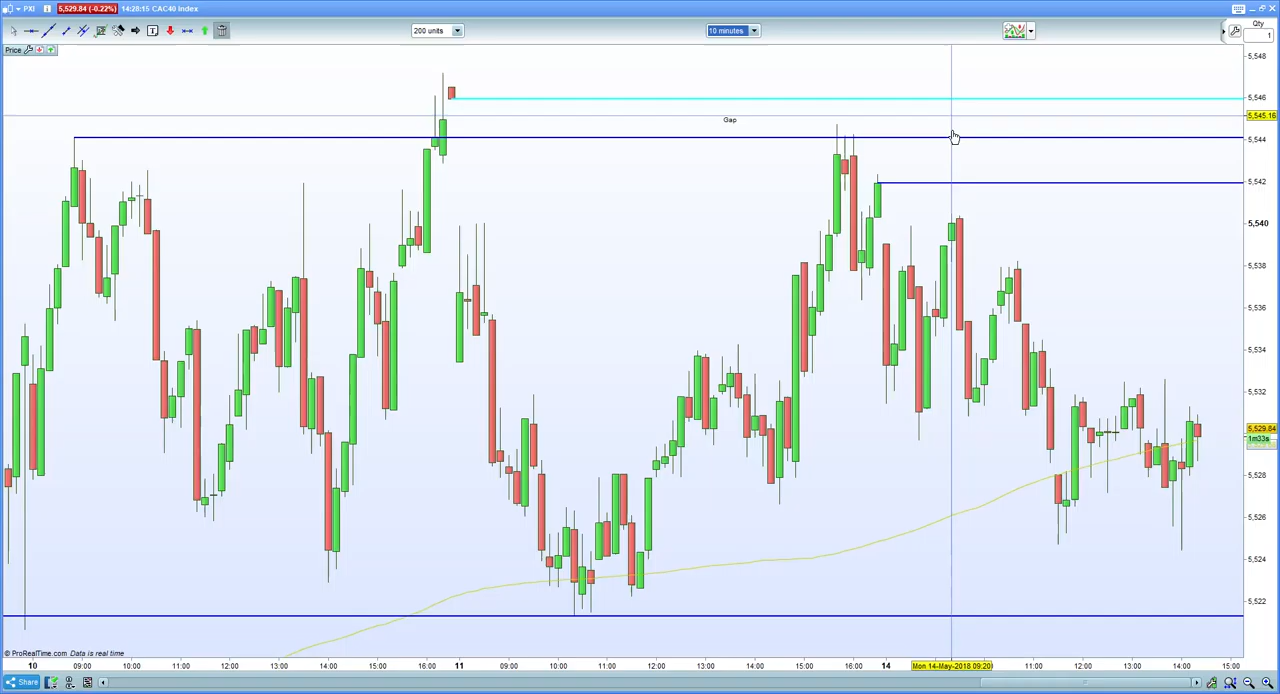 PXI 5,529.84 (-0.22%) 14:28:15 CAC40 Index
200 units
10 minutes
Qty
1
Price
5,548
5,546
5,545.16
5,544
5,542
5,540
5,538
5,536
5,534
5,532
5,529.84
1m33s
5,528
5,526
5,524
5,522
Gap
© ProRealTime.com Data is real time
10 09:00 10:00 11:00 12:00 13:00 14:00 15:00 16:00 11 09:00 10:00 11:00 12:00 13:00 14:00 15:00 16:00 14 Mon 14-May-2018 09:20 11:00 12:00 13:00 14:00 15:00
Share